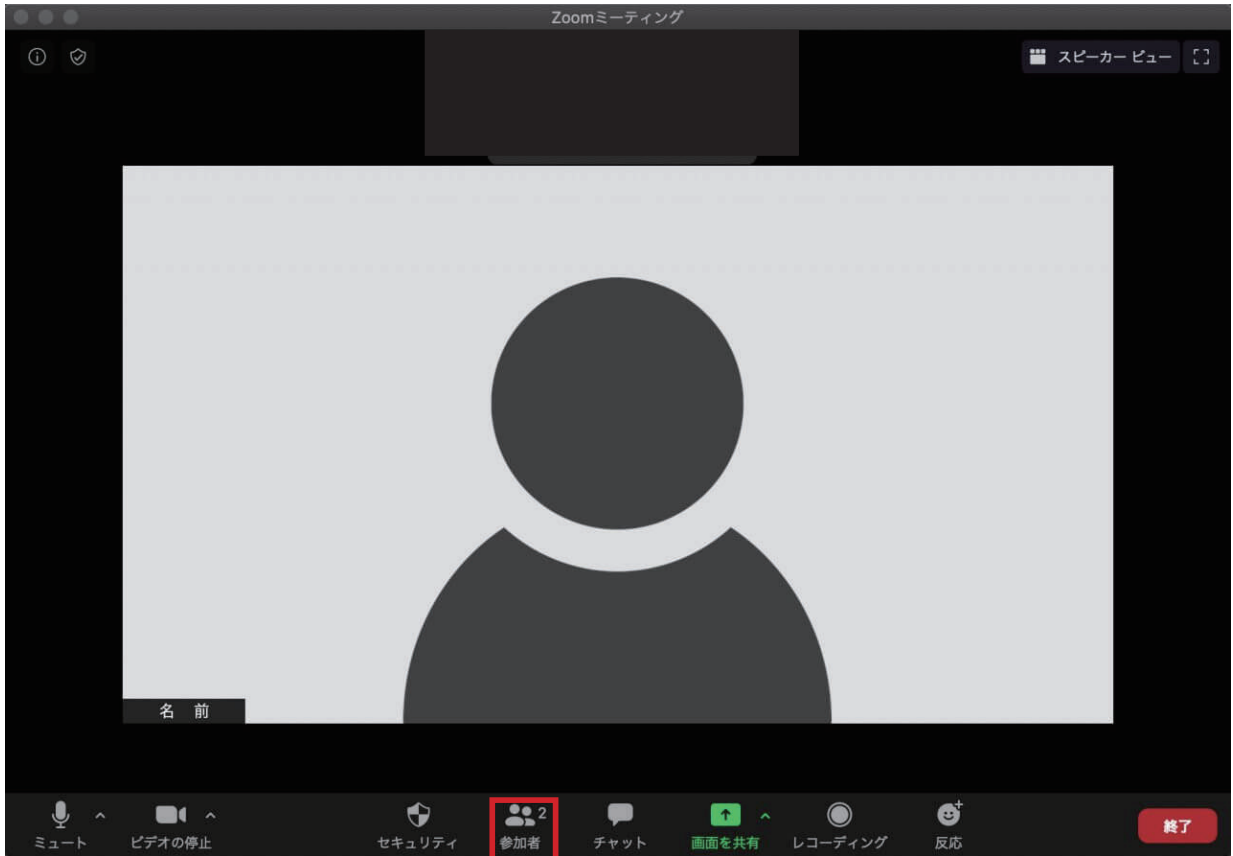 Zoomミーティング
スピーカー ビュー
名 前
2
ミュート
ビデオの停止
セキュリティ
参加者
チャット
画面を共有
レコーディング
反応
終了